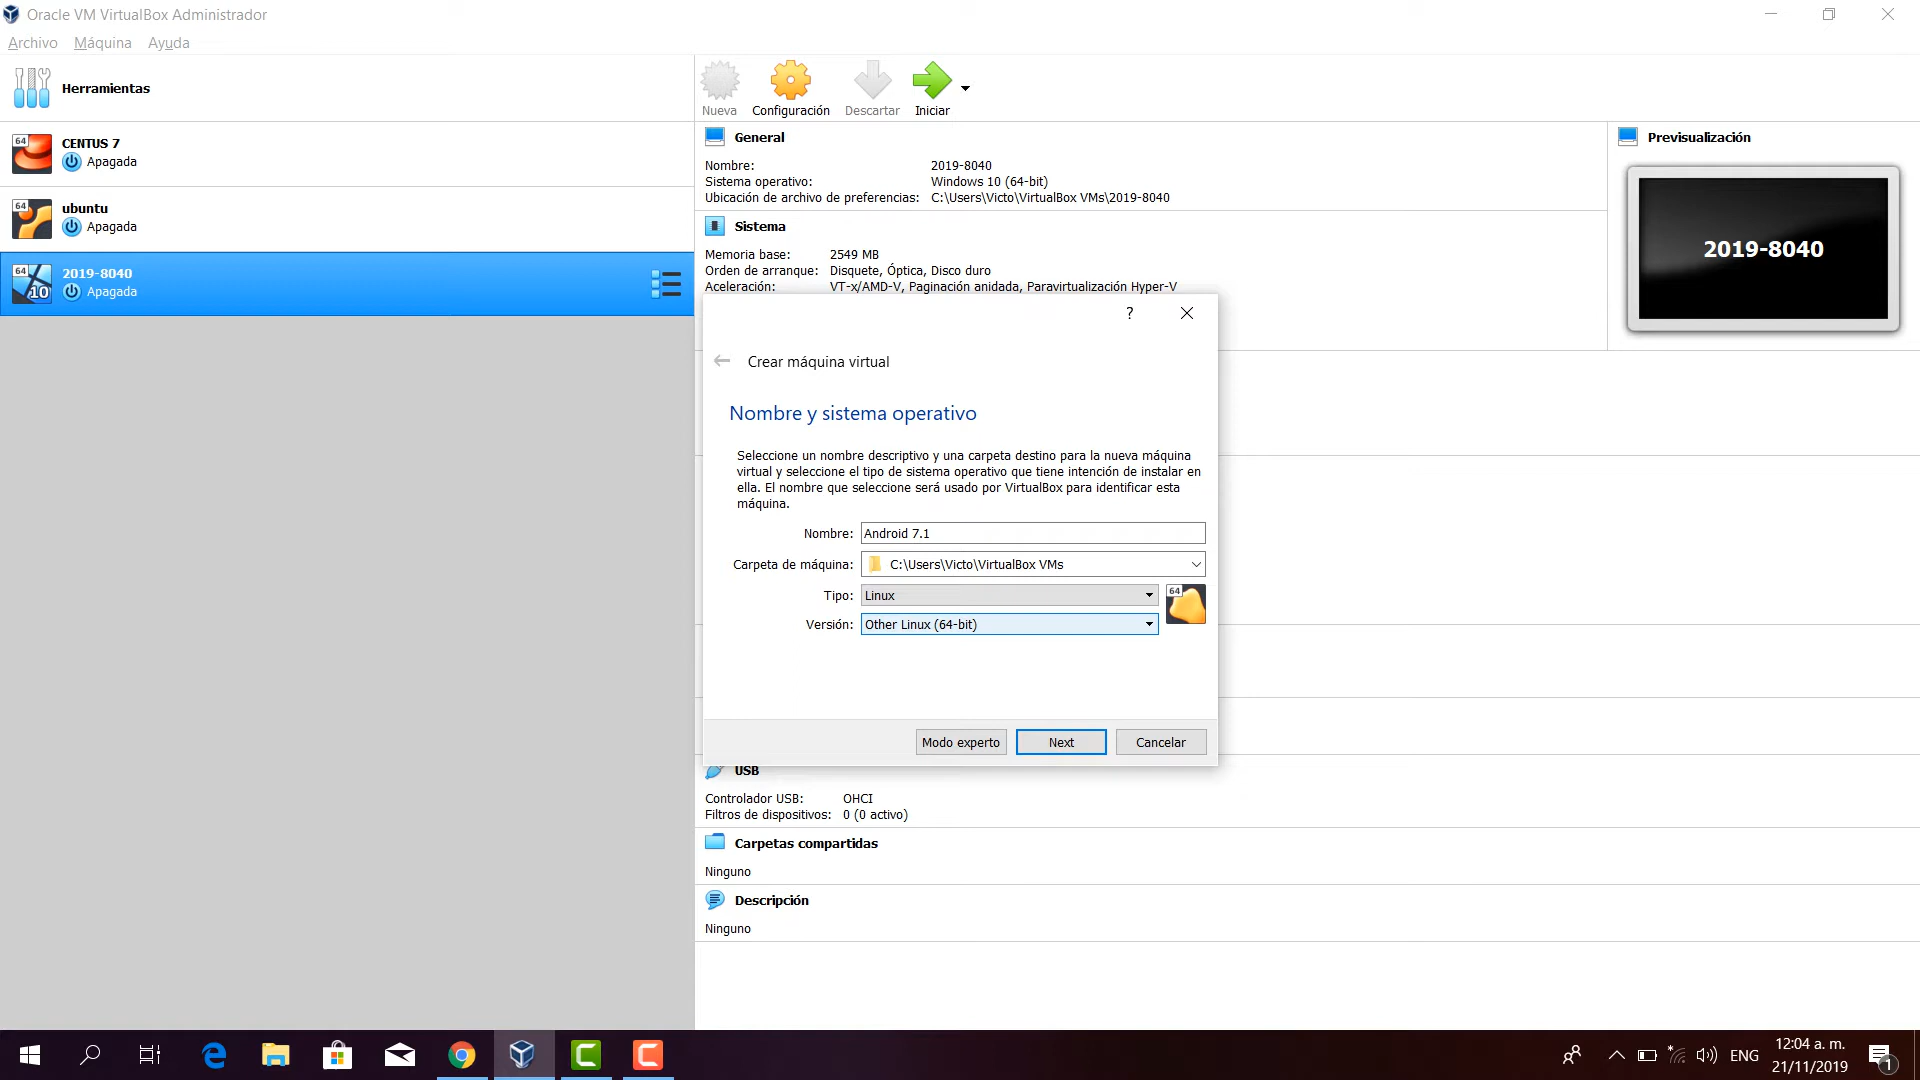 Oracle VM VirtualBox Administrador
Archivo Máquina Ayuda
Herramientas
64
CENTUS 7
Apagada
64
ubuntu
Apagada
64
10
2019-8040
Apagada
Nueva Configuración Descartar Iniciar
General
Nombre: 2019-8040
Sistema operativo: Windows 10 (64-bit)
Ubicación de archivo de preferencias: C:\Users\Victo\VirtualBox VMs\2019-8040
Sistema
Memoria base: 2549 MB
Orden de arranque: Disquete, Óptica, Disco duro
Aceleración: VT-x/AMD-V, Paginación anidada, Paravirtualización Hyper-V
Previsualización
2019-8040
?
Crear máquina virtual
Nombre y sistema operativo
Seleccione un nombre descriptivo y una carpeta destino para la nueva máquina
virtual y seleccione el tipo de sistema operativo que tiene intención de instalar en
ella. El nombre que seleccione será usado por VirtualBox para identificar esta
máquina.
Nombre: Android 7.1
Carpeta de máquina: C:\Users\Victo\VirtualBox VMs
Tipo: Linux
64
Versión: Other Linux (64-bit)
Modo experto Next Cancelar
USB
Controlador USB: OHCI
Filtros de dispositivos: 0 (0 activo)
Carpetas compartidas
Ninguno
Descripción
Ninguno
ENG
12:04 a. m.
21/11/2019
1